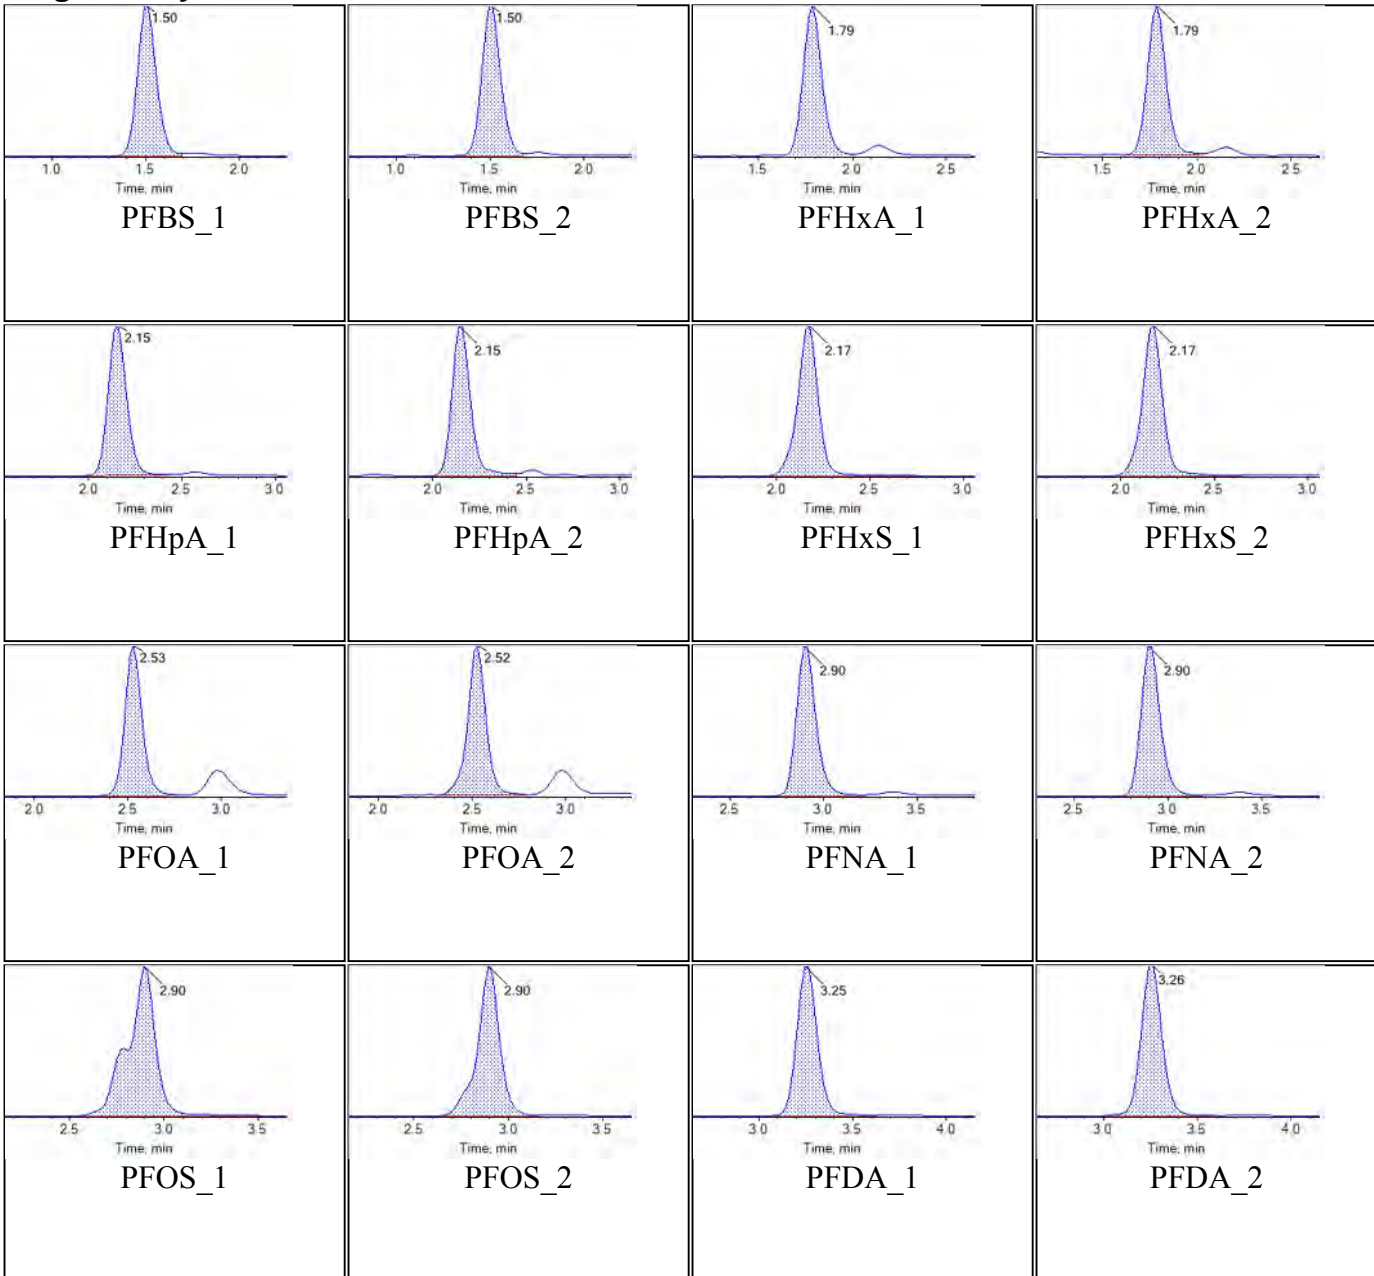 1.50 1.50 1.79 1.79
1.0 1.5 2.0 1.0 1.5 2.0 1.5 2.0 2.5 1.5 2.0 2.5
Time, min Time, min Time, min Time, min
PFBS_1 PFBS_2 PFHxA_1 PFHxA_2
2.15 2.15 2.17 2.17
2.0 2.5 3.0 2.0 2.5 3.0 2.0 2.5 3.0 2.0 2.5 3.0
Time, min Time, min Time, min Time, min
PFHpA_1 PFHpA_2 PFHxS_1 PFHxS_2
2.53 2.52 2.90 2.90
2.0 2.5 3.0 2.0 2.5 3.0 2.5 3.0 3.5 2.5 3.0 3.5
Time, min Time, min Time, min Time, min
PFOA_1 PFOA_2 PFNA_1 PFNA_2
2.90 2.90 3.25 3.26
2.5 3.0 3.5 2.5 3.0 3.5 3.0 3.5 4.0 3.0 3.5 4.0
Time, min Time, min Time, min Time, min
PFOS_1 PFOS_2 PFDA_1 PFDA_2